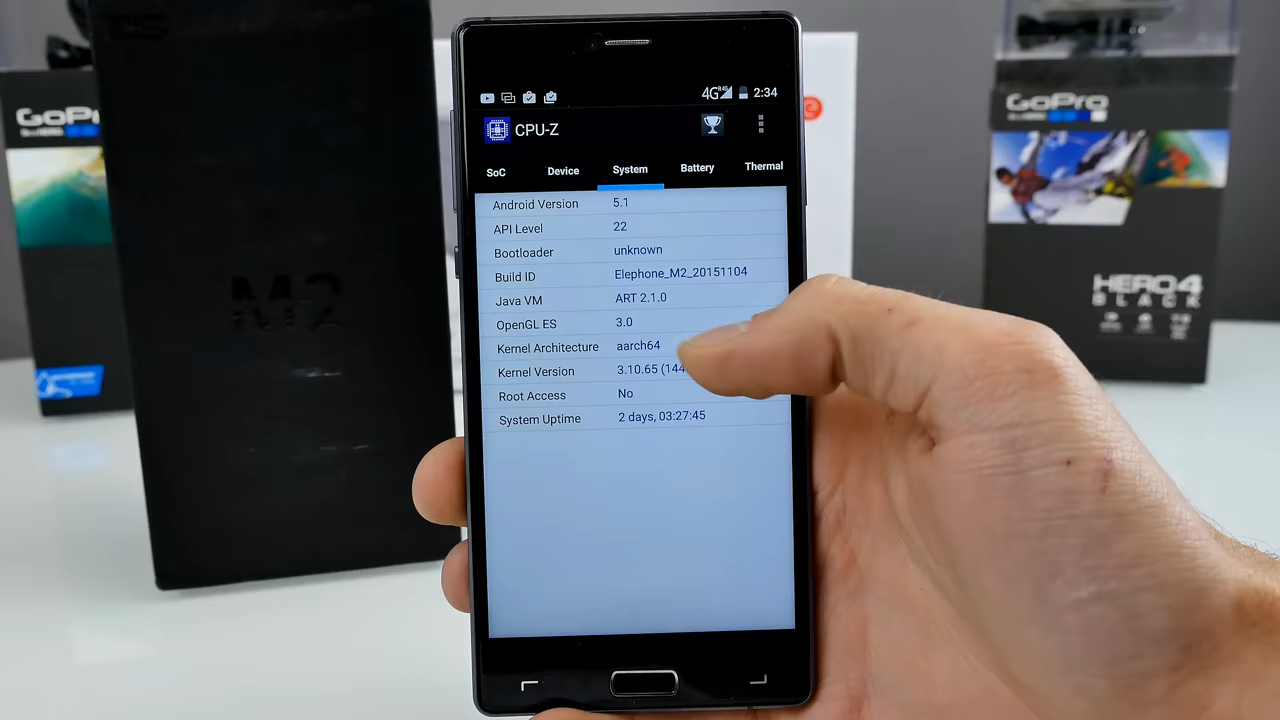 4G 2:34
CPU-Z
SoC Device System Battery Thermal
Android Version 5.1
API Level 22
Bootloader unknown
Build ID Elephone_M2_20151104
Java VM ART 2.1.0
OpenGL ES 3.0
Kernel Architecture aarch64
Kernel Version 3.10.65 (144
Root Access No
System Uptime 2 days, 03:27:45
M2
GoPro
GoPro
HERO4
BLACK